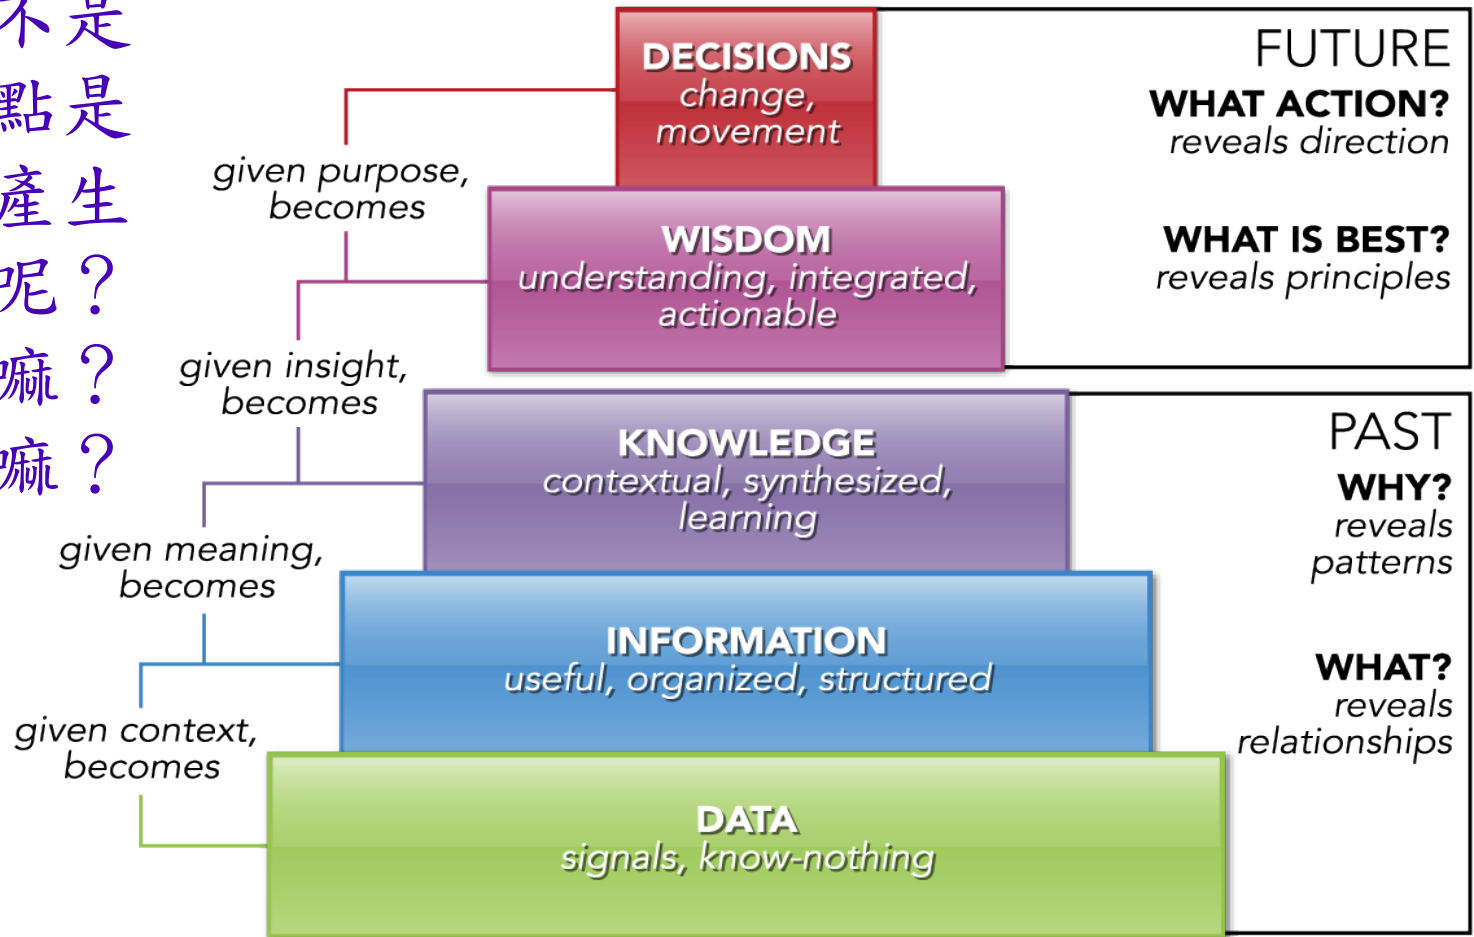 不是
點是
產生
呢？
嘛？
嘛？
DECISIONS
change,
movement
given purpose,
becomes
WISDOM
understanding, integrated,
actionable
given insight,
becomes
KNOWLEDGE
contextual, synthesized,
learning
given meaning,
becomes
INFORMATION
useful, organized, structured
given context,
becomes
DATA
signals, know-nothing
FUTURE
WHAT ACTION?
reveals direction
WHAT IS BEST?
reveals principles
PAST
WHY?
reveals
patterns
WHAT?
reveals
relationships